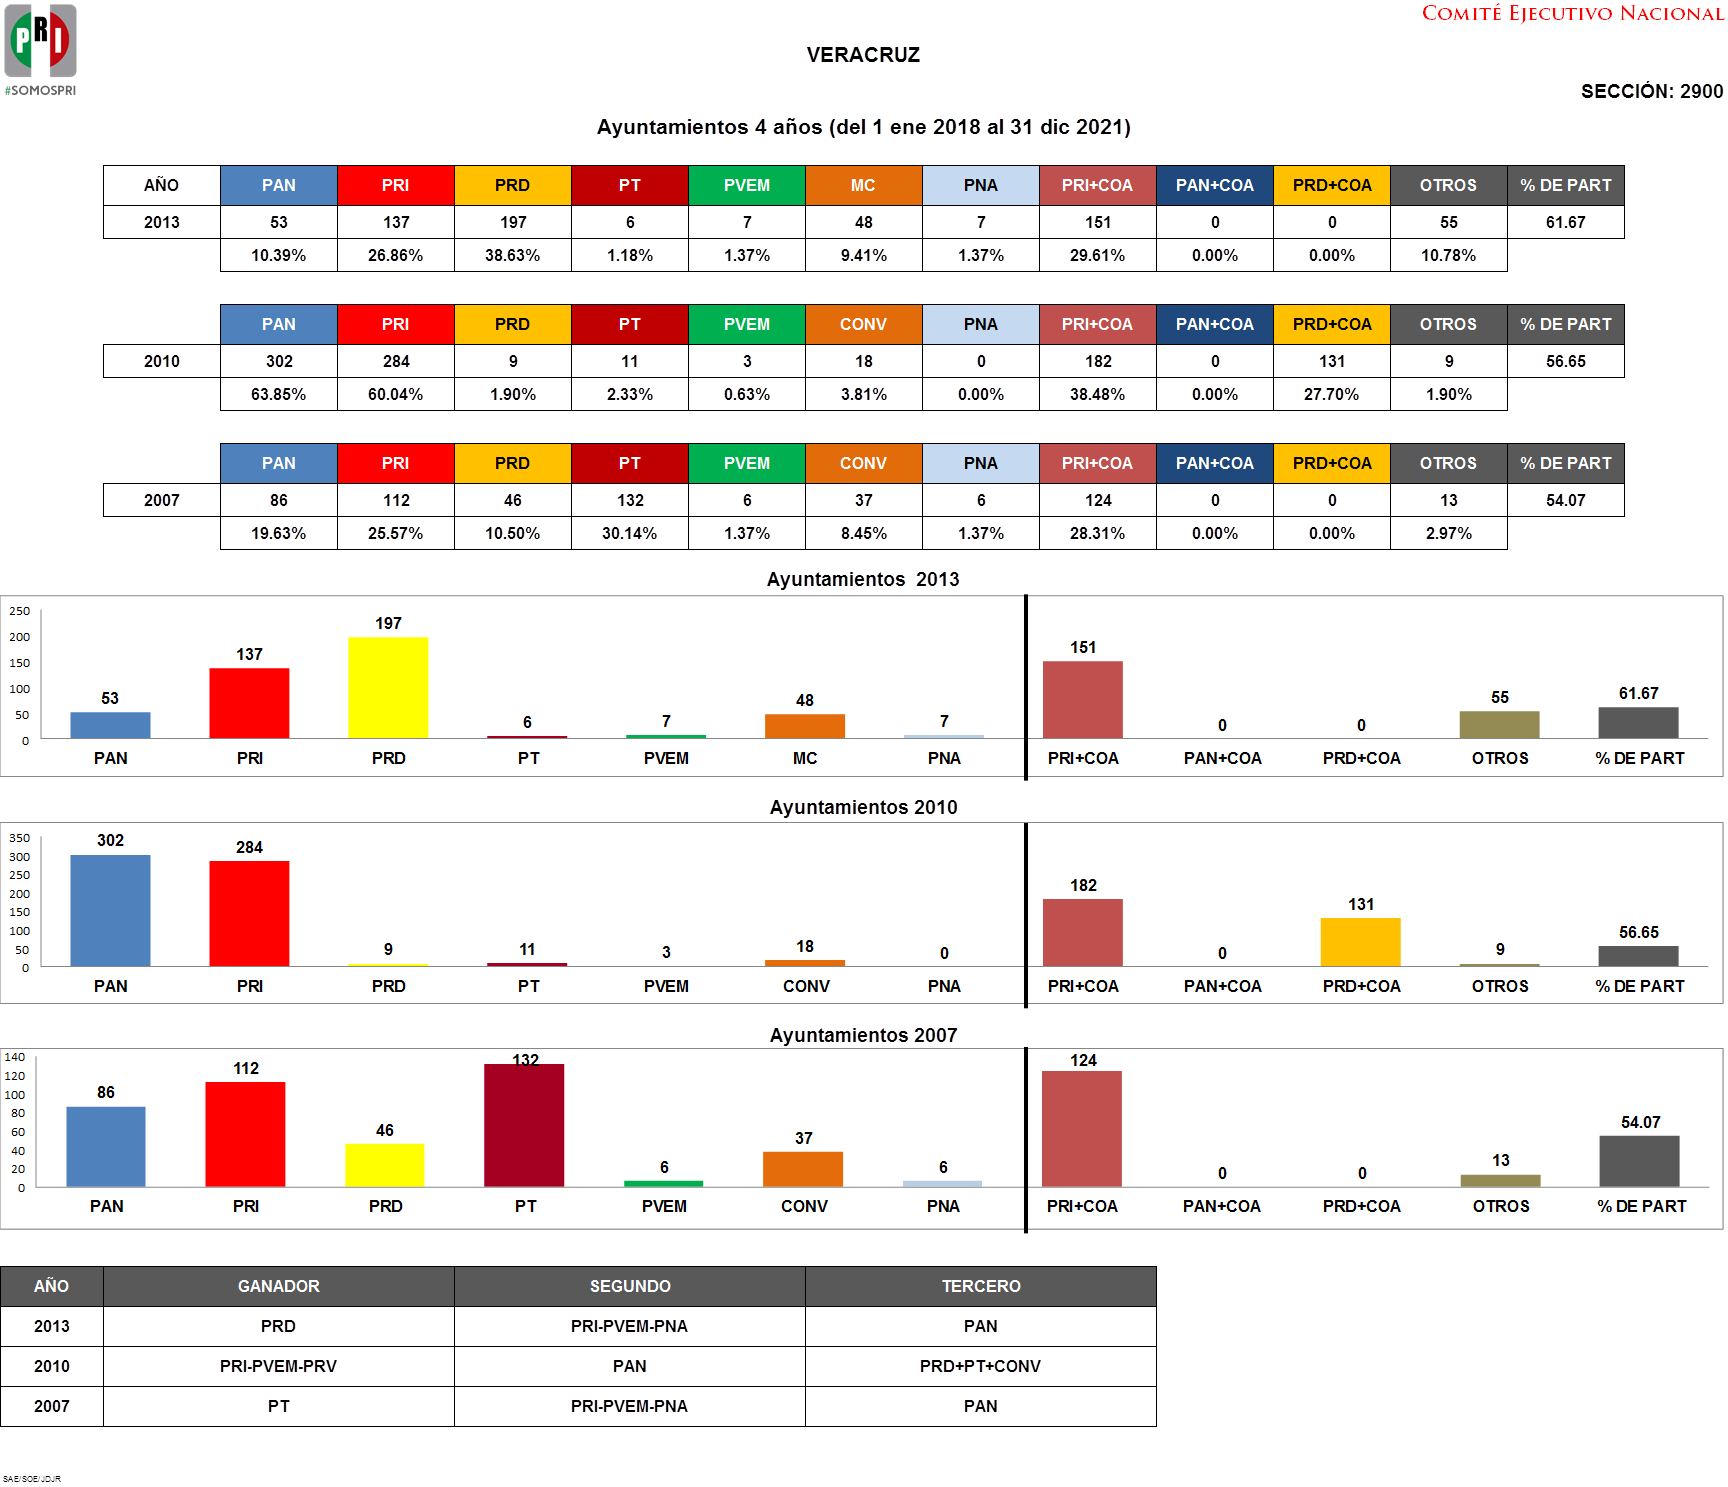 COMITÉ EJECUTIVO NACIONAL
PRI
#SOMOSPRI
VERACRUZ
SECCIÓN: 2900
Ayuntamientos 4 años (del 1 ene 2018 al 31 dic 2021)
AÑO PAN PRI PRD PT PVEM MC PNA PRI+COA PAN+COA PRD+COA OTROS % DE PART
2013 53 137 197 6 7 48 7 151 0 0 55 61.67
10.39% 26.86% 38.63% 1.18% 1.37% 9.41% 1.37% 29.61% 0.00% 0.00% 10.78%
PAN PRI PRD PT PVEM CONV PNA PRI+COA PAN+COA PRD+COA OTROS % DE PART
2010 302 284 9 11 3 18 0 182 0 131 9 56.65
63.85% 60.04% 1.90% 2.33% 0.63% 3.81% 0.00% 38.48% 0.00% 27.70% 1.90%
PAN PRI PRD PT PVEM CONV PNA PRI+COA PAN+COA PRD+COA OTROS % DE PART
2007 86 112 46 132 6 37 6 124 0 0 13 54.07
19.63% 25.57% 10.50% 30.14% 1.37% 8.45% 1.37% 28.31% 0.00% 0.00% 2.97%
Ayuntamientos 2013
250
200
150
100
50
0
53 137 197 6 7 48 7 151 0 0 55 61.67
PAN PRI PRD PT PVEM MC PNA PRI+COA PAN+COA PRD+COA OTROS % DE PART
Ayuntamientos 2010
350
300
250
200
150
100
50
0
302 284 9 11 3 18 0 182 0 131 9 56.65
PAN PRI PRD PT PVEM CONV PNA PRI+COA PAN+COA PRD+COA OTROS % DE PART
Ayuntamientos 2007
140
120
100
80
60
40
20
0
86 112 46 132 6 37 6 124 0 0 13 54.07
PAN PRI PRD PT PVEM CONV PNA PRI+COA PAN+COA PRD+COA OTROS % DE PART
AÑO GANADOR SEGUNDO TERCERO
2013 PRD PRI-PVEM-PNA PAN
2010 PRI-PVEM-PRV PAN PRD+PT+CONV
2007 PT PRI-PVEM-PNA PAN
SAE/SOE/JDJR